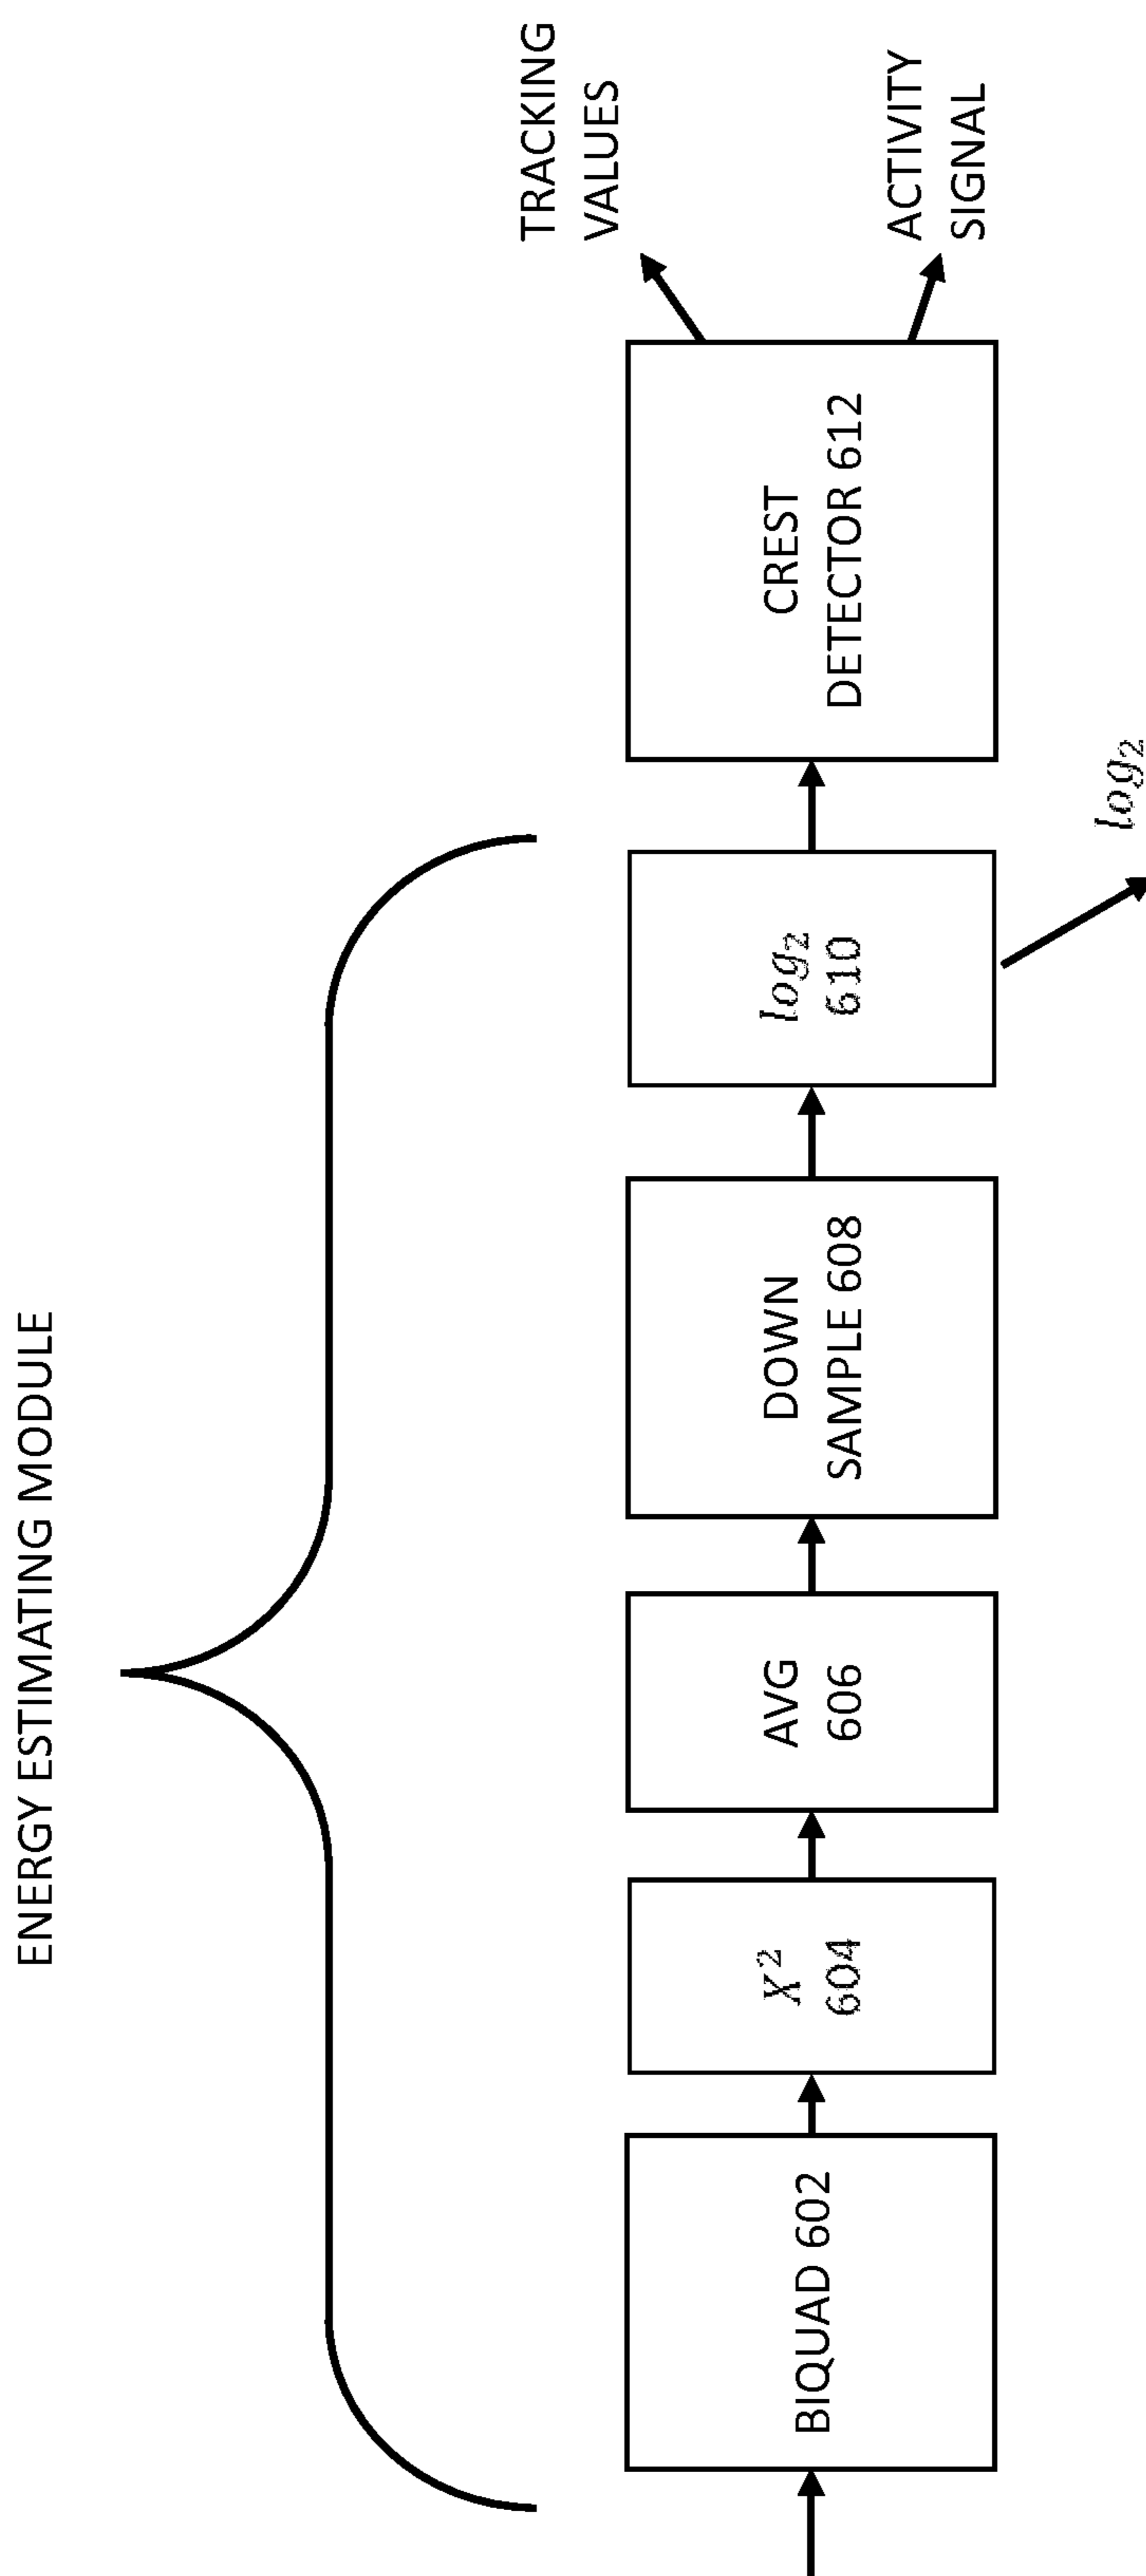 ENERGY ESTIMATING MODULE
BIQUAD 602
X²
604
AVG
606
DOWN
SAMPLE 608
log₂
610
log₂
CREST
DETECTOR 612
TRACKING
VALUES
ACTIVITY
SIGNAL